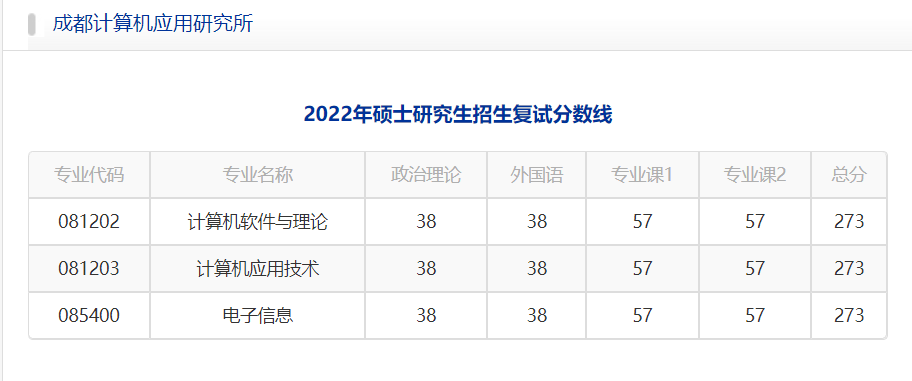 成都计算机应用研究所
2022年硕士研究生招生复试分数线
专业代码 专业名称 政治理论 外国语 专业课1 专业课2 总分
081202 计算机软件与理论 38 38 57 57 273
081203 计算机应用技术 38 38 57 57 273
085400 电子信息 38 38 57 57 273